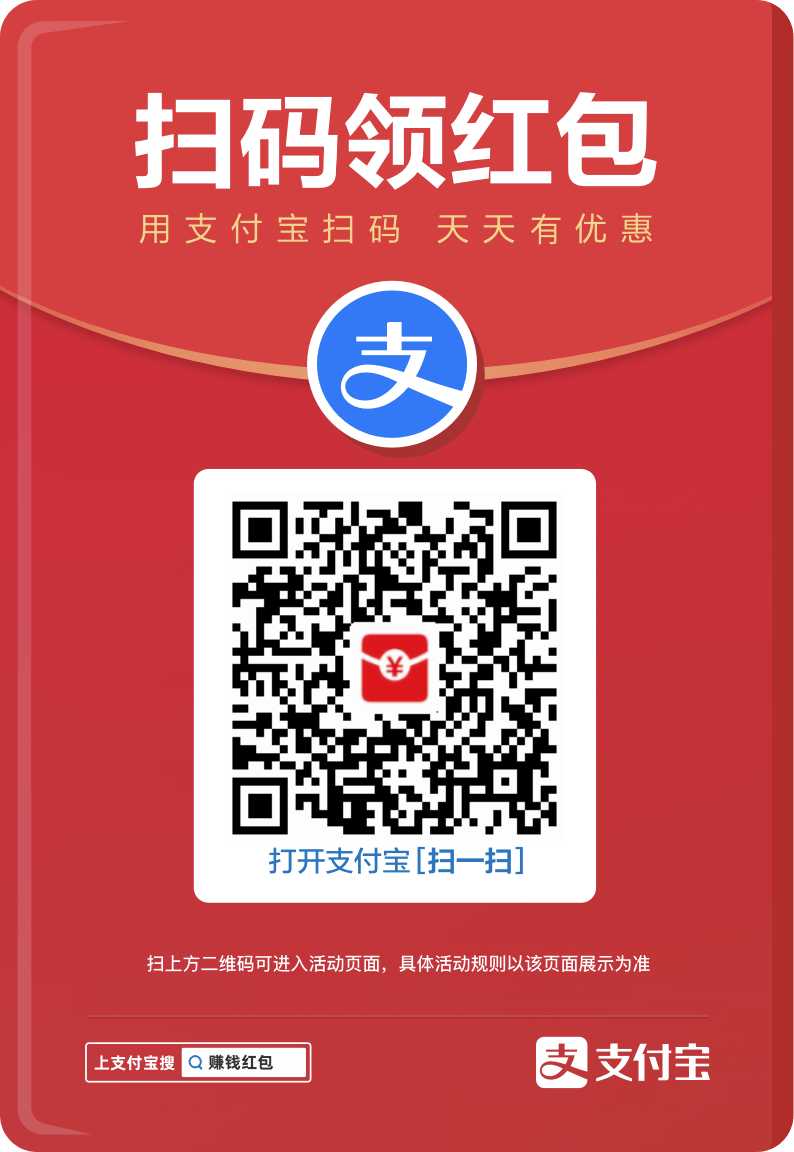 扫码领红包
用支付宝扫码 天天有优惠
支
¥
打开支付宝[扫一扫]
扫上方二维码可进入活动页面，具体活动规则以该页面展示为准
上支付宝搜 赚钱红包
支 支付宝